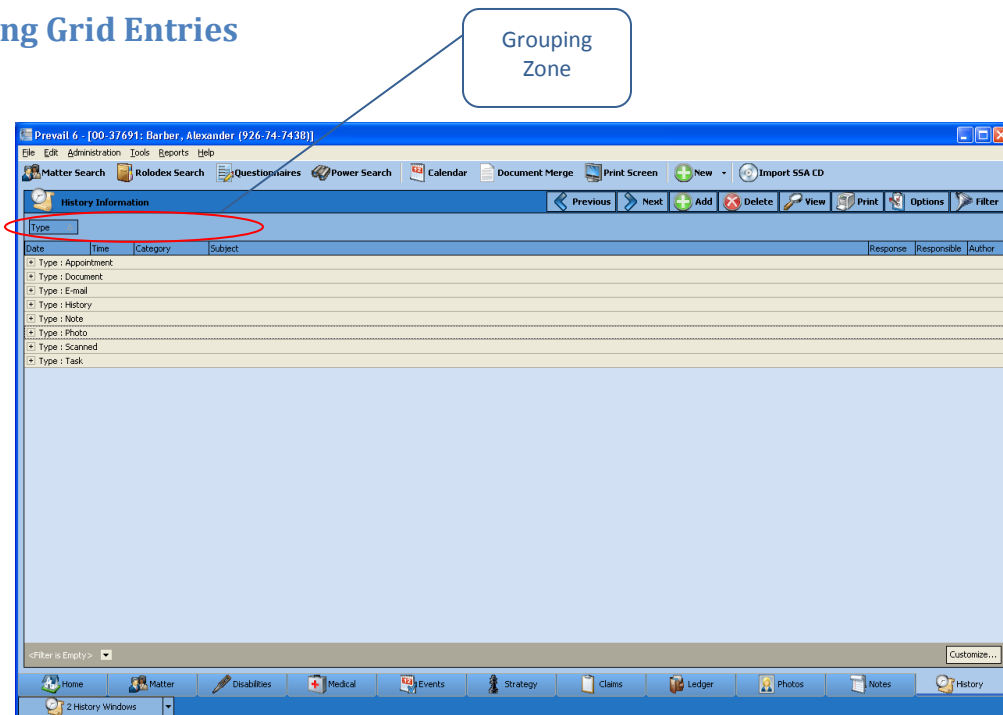 ng Grid Entries
Grouping
Zone
Prevail 6 - [00-37691: Barber, Alexander (926-74-7438)]
File Edit Administration Tools Reports Help
Matter Search Rolodex Search Questionnaires Power Search Calendar Document Merge Print Screen New Import SSA CD
History Information Previous Next Add Delete View Print Options Filter
Type
Date Time Category Subject Response Responsible Author
Type : Appointment
Type : Document
Type : E-mail
Type : History
Type : Note
Type : Photo
Type : Scanned
Type : Task
<Filter is Empty> Customize...
Home Matter Disabilities Medical Events Strategy Claims Ledger Photos Notes History
2 History Windows